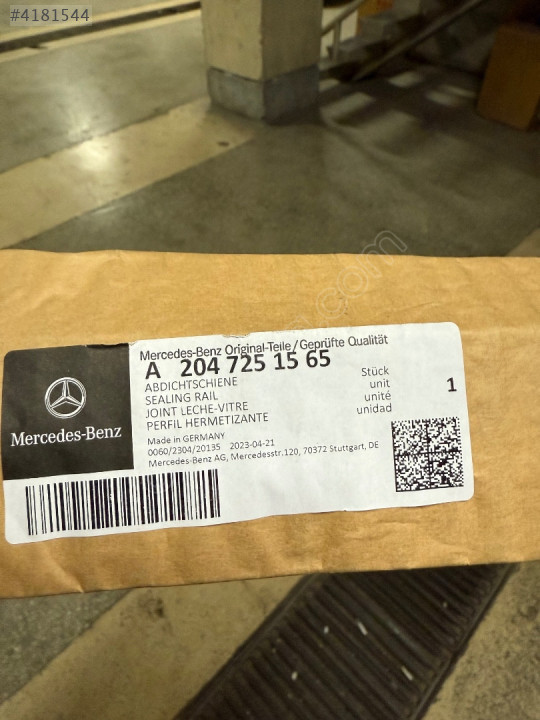 #4181544
Mercedes-Benz Original-Teile/Geprüfte Qualität
A 204 725 15 65
ABDICHTSCHIENE
SEALING RAIL
JOINT LECHE-VITRE
PERFIL HERMETIZANTE
Stück
unit
unité
unidad
1
Made in GERMANY
0060/2304/20135 2023-04-21
Mercedes-Benz AG, Mercedesstr.120, 70372 Stuttgart, DE
Mercedes-Benz